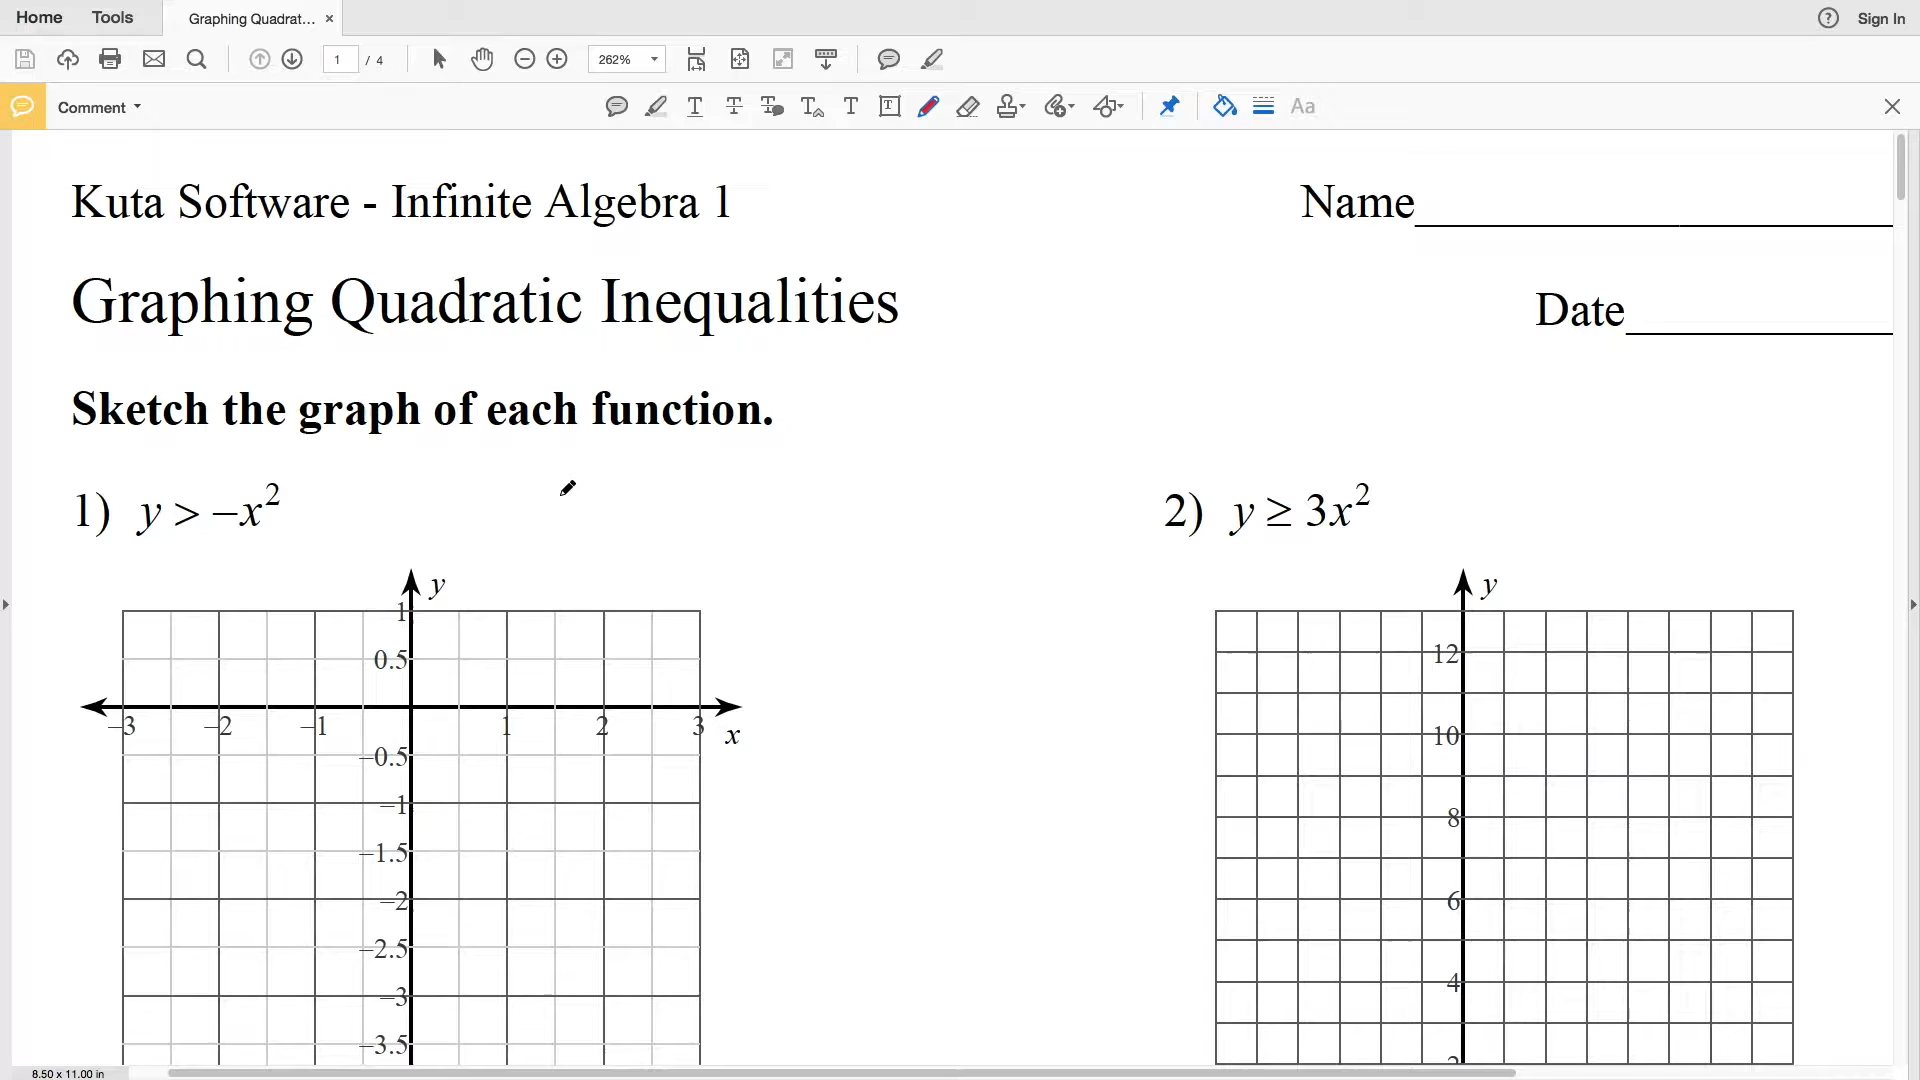 Home Tools Graphing Quadrat... × ? Sign In
1 / 4 262%
Comment Aa
Kuta Software - Infinite Algebra 1 Name
Graphing Quadratic Inequalities Date
Sketch the graph of each function.
1) y > −x² 2) y ≥ 3x²
y y
1
0.5 12
−3 −2 −1 1 2 3 x 10
−0.5
−1 8
−1.5
−2 6
−2.5
−3 4
−3.5
8.50 x 11.00 in